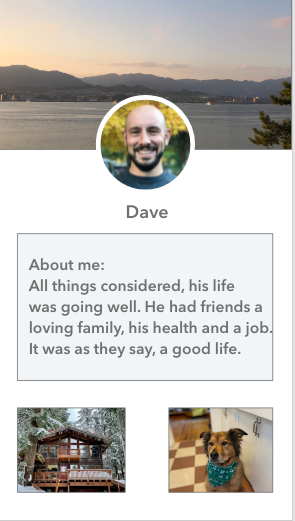 Dave
About me:
All things considered, his life
was going well. He had friends a
loving family, his health and a job.
It was as they say, a good life.